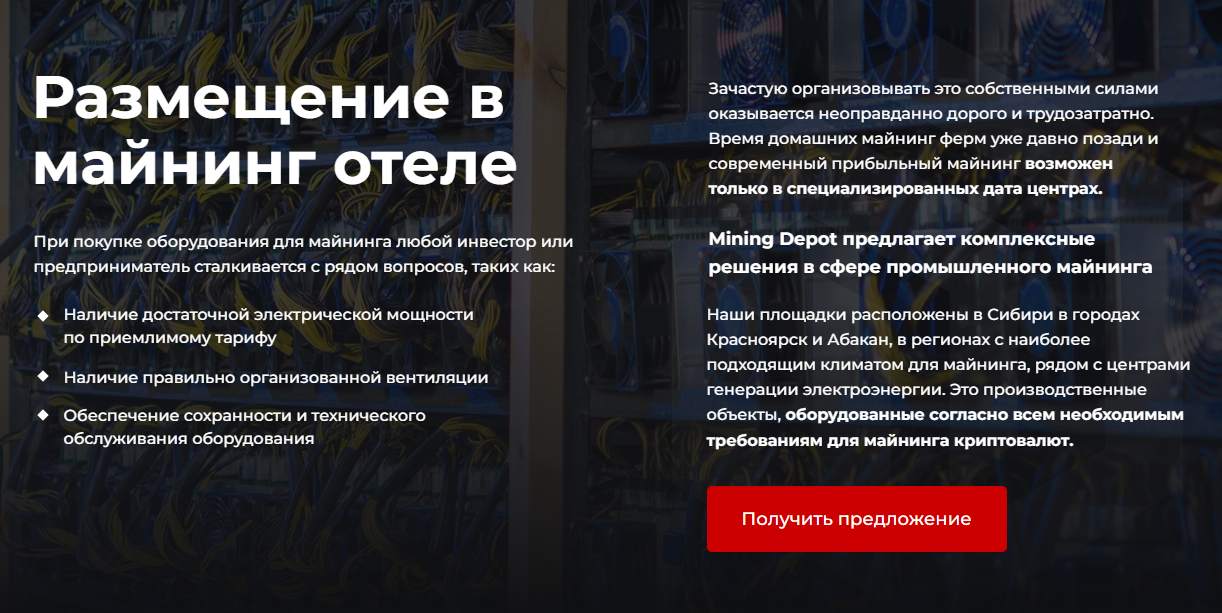 Размещение в
майнинг отеле
При покупке оборудования для майнинга любой инвестор или
предприниматель сталкивается с рядом вопросов, таких как:
Наличие достаточной электрической мощности
по приемлимому тарифу
Наличие правильно организованной вентиляции
Обеспечение сохранности и технического
обслуживания оборудования
Зачастую организовывать это собственными силами
оказывается неоправданно дорого и трудозатратно.
Время домашних майнинг ферм уже давно позади и
современный прибыльный майнинг возможен
только в специализированных дата центрах.
Mining Depot предлагает комплексные
решения в сфере промышленного майнинга
Наши площадки расположены в Сибири в городах
Красноярск и Абакан, в регионах с наиболее
подходящим климатом для майнинга, рядом с центрами
генерации электроэнергии. Это производственные
объекты, оборудованные согласно всем необходимым
требованиям для майнинга криптовалют.
Получить предложение